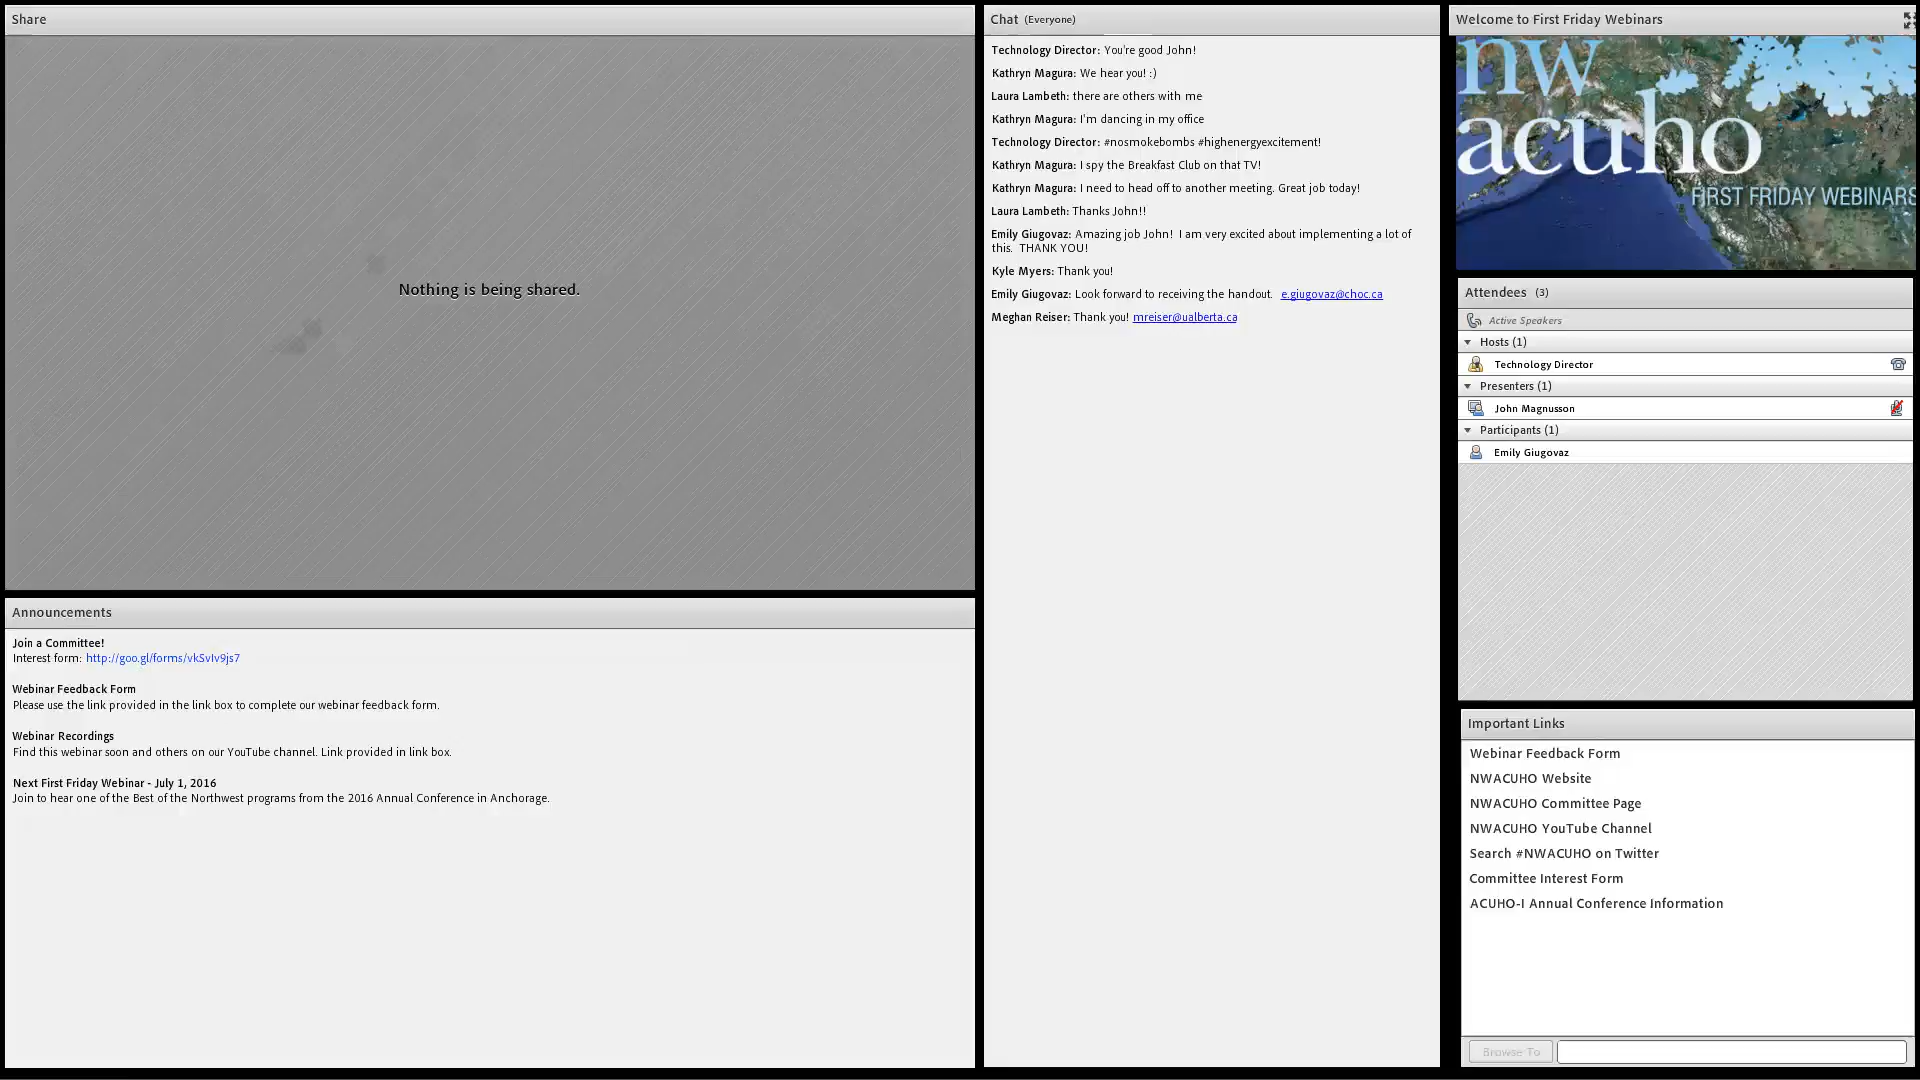 Share
Nothing is being shared.
Announcements
Join a Committee!
Interest form: http://goo.gl/forms/vkSvIv9js7
Webinar Feedback Form
Please use the link provided in the link box to complete our webinar feedback form.
Webinar Recordings
Find this webinar soon and others on our YouTube channel. Link provided in link box.
Next First Friday Webinar - July 1, 2016
Join to hear one of the Best of the Northwest programs from the 2016 Annual Conference in Anchorage.
Chat (Everyone)
Technology Director: You're good John!
Kathryn Magura: We hear you! :)
Laura Lambeth: there are others with me
Kathryn Magura: I'm dancing in my office
Technology Director: #nosmokebombs #highenergyexcitement!
Kathryn Magura: I spy the Breakfast Club on that TV!
Kathryn Magura: I need to head off to another meeting. Great job today!
Laura Lambeth: Thanks John!!
Emily Giugovaz: Amazing job John!  I am very excited about implementing a lot of
this.  THANK YOU!
Kyle Myers: Thank you!
Emily Giugovaz: Look forward to receiving the handout.  e.giugovaz@choc.ca
Meghan Reiser: Thank you! mreiser@ualberta.ca
Welcome to First Friday Webinars
nw
acuho
FIRST FRIDAY WEBINARS
Attendees (3)
Active Speakers
Hosts (1)
Technology Director
Presenters (1)
John Magnusson
Participants (1)
Emily Giugovaz
Important Links
Webinar Feedback Form
NWACUHO Website
NWACUHO Committee Page
NWACUHO YouTube Channel
Search #NWACUHO on Twitter
Committee Interest Form
ACUHO-I Annual Conference Information
Browse To